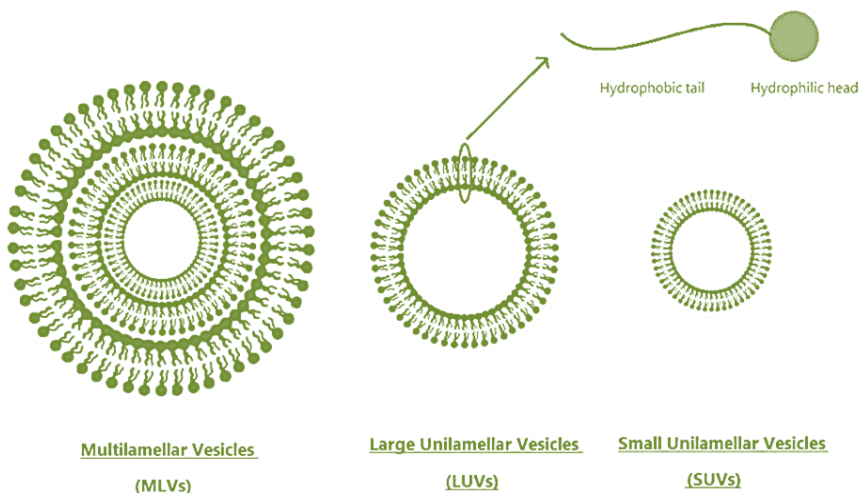 Hydrophobic tail
Hydrophilic head
Multilamellar Vesicles
(MLVs)
Large Unilamellar Vesicles
(LUVs)
Small Unilamellar Vesicles
(SUVs)